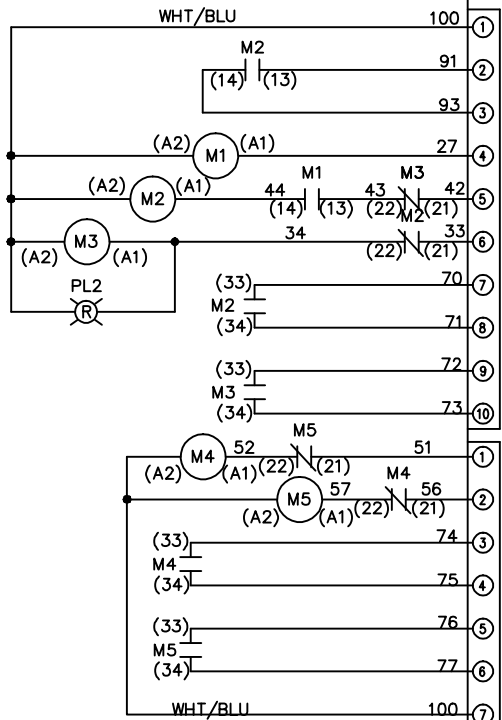 WHT/BLU 100 1
M2 91 2
(14) (13)
93 3
(A2) M1 (A1) 27 4
(A2) M2 (A1) 44 M1 43 M3 42 5
(14) (13) (22) (21)
(A2) M3 (A1) 34 M2 33 6
(22) (21)
PL2
R
(33) 70 7
M2
(34) 71 8
(33) 72 9
M3
(34) 73 10
M4 52 M5 51 1
(A2) (A1) (22) (21)
M5 57 M4 56 2
(A2) (A1) (22) (21)
(33) 74 3
M4
(34) 75 4
(33) 76 5
M5
(34) 77 6
WHT/BLU 100 7